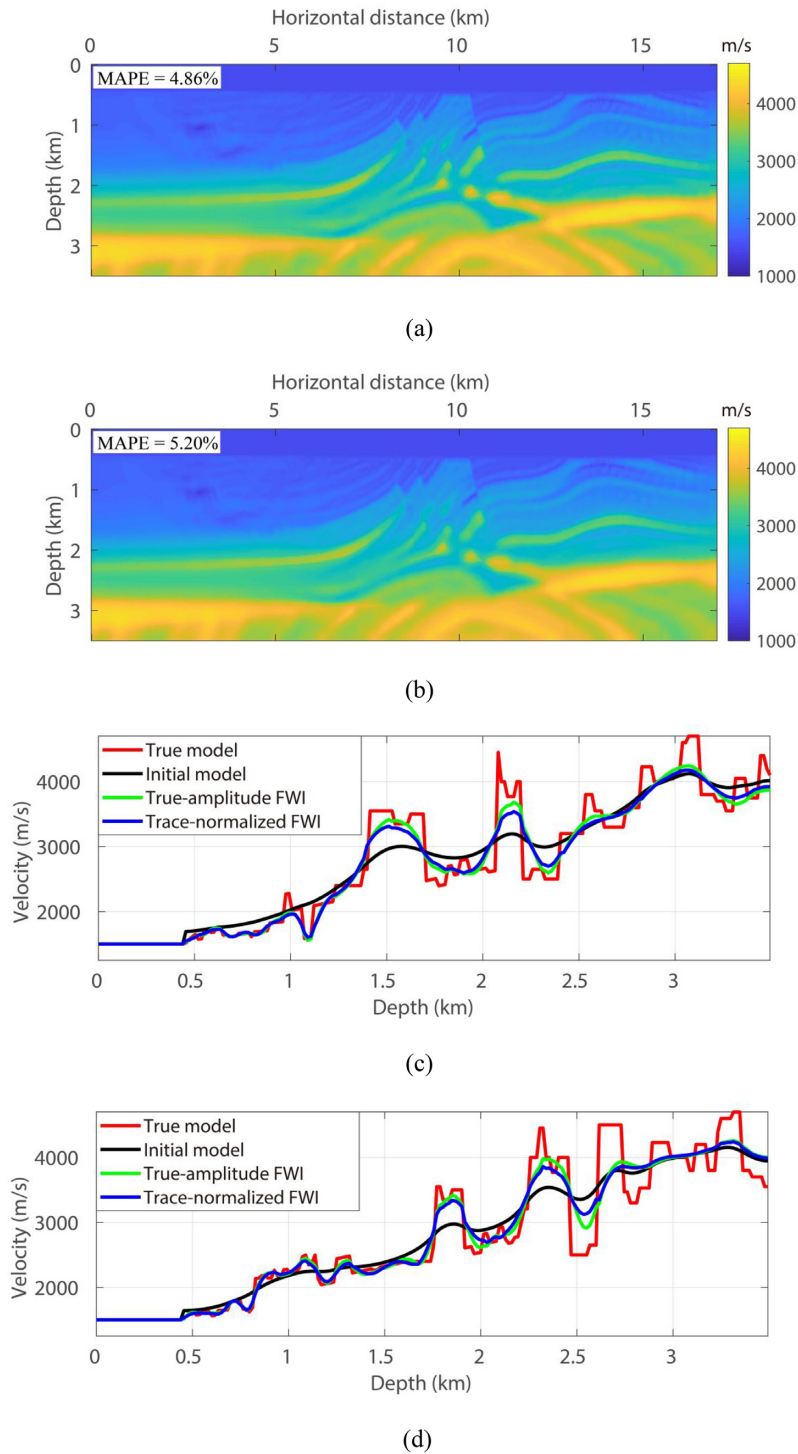 Horizontal distance (km)
0 5 10 15
m/s
MAPE = 4.86%
0
1
2
3
Depth (km)
4000
3000
2000
1000
(a)
Horizontal distance (km)
0 5 10 15
m/s
MAPE = 5.20%
0
1
2
3
Depth (km)
4000
3000
2000
1000
(b)
True model
Initial model
True-amplitude FWI
Trace-normalized FWI
4000
3000
2000
Velocity (m/s)
0 0.5 1 1.5 2 2.5 3
Depth (km)
(c)
True model
Initial model
True-amplitude FWI
Trace-normalized FWI
4000
3000
2000
Velocity (m/s)
0 0.5 1 1.5 2 2.5 3
Depth (km)
(d)